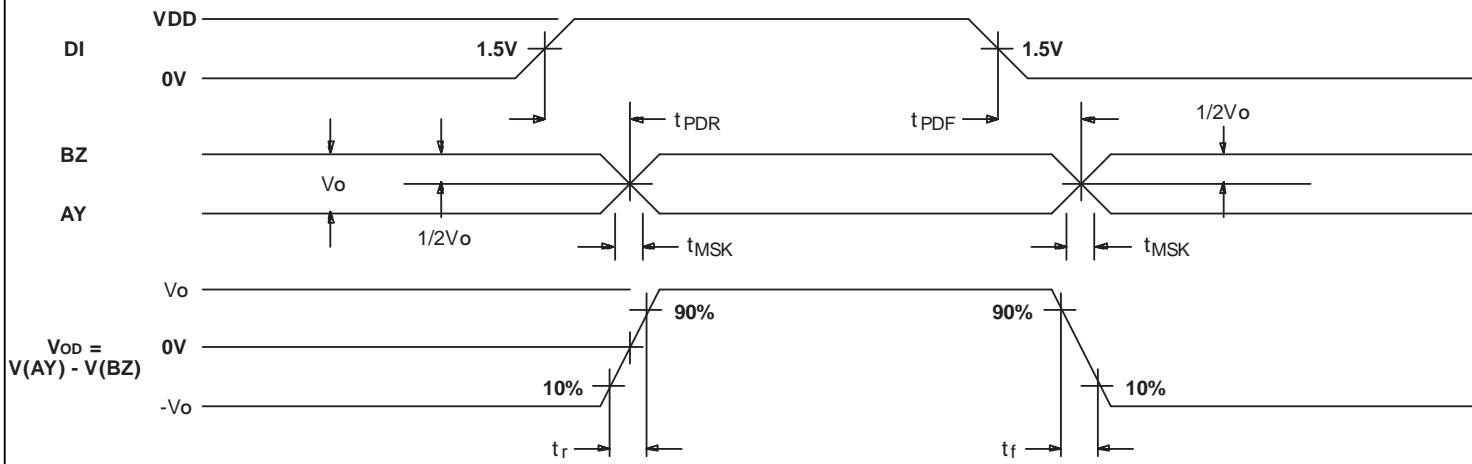 VDD
DI
1.5V
1.5V
0V
tPDR
tPDF
1/2Vo
BZ
Vo
AY
1/2Vo
tMSK
tMSK
Vo
90%
90%
VOD =
V(AY) - V(BZ)
0V
10%
10%
-Vo
tr
tf